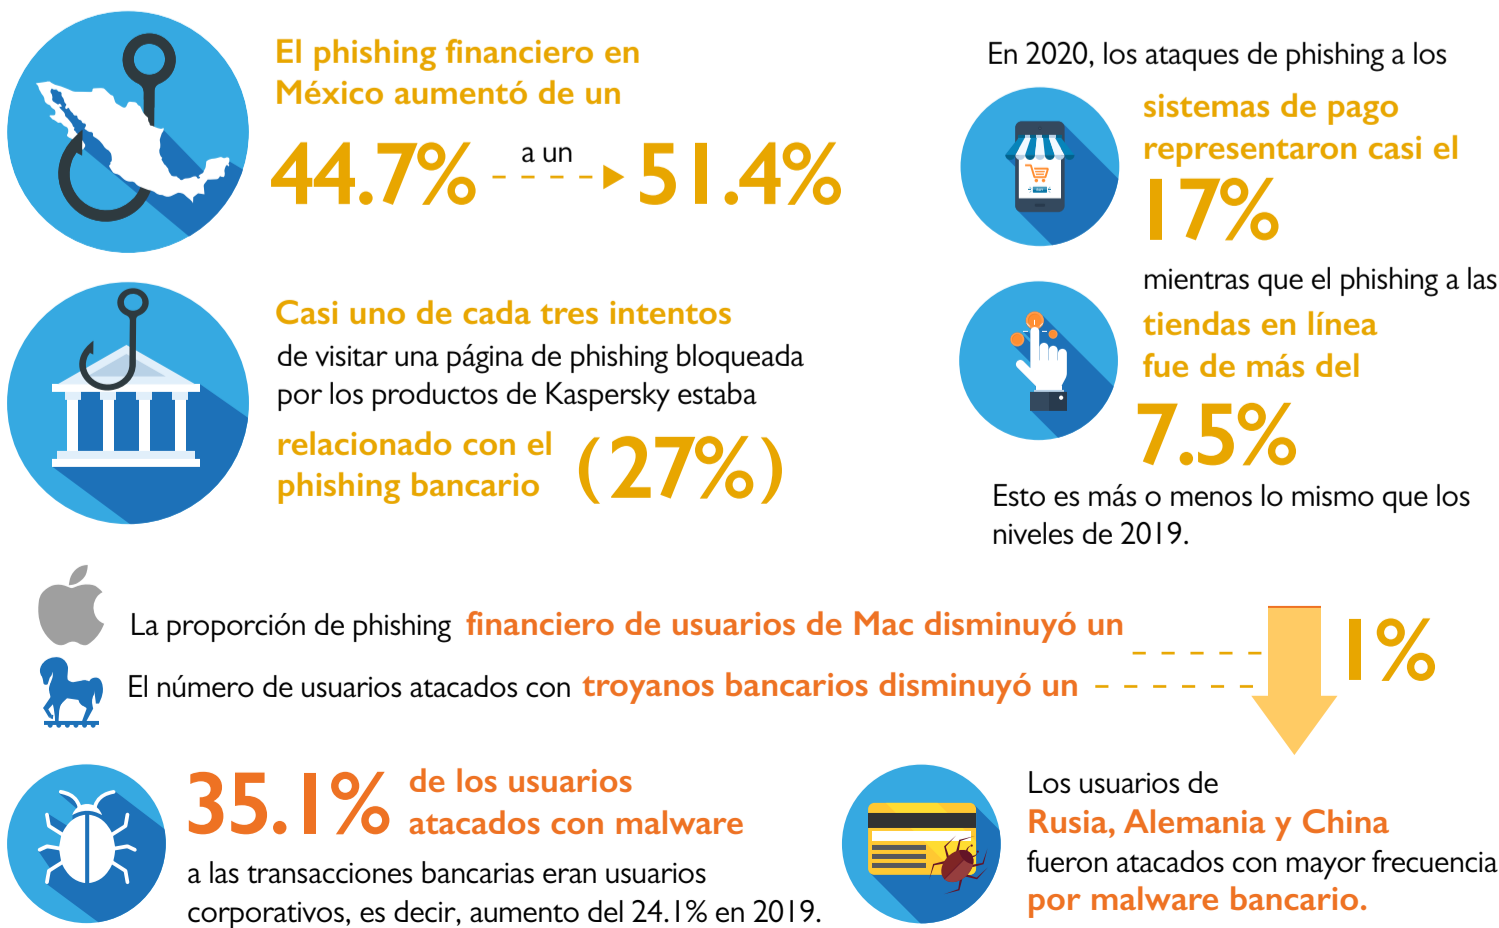 El phishing financiero en
México aumentó de un
44.7% a un 51.4%
Casi uno de cada tres intentos
de visitar una página de phishing bloqueada
por los productos de Kaspersky estaba
relacionado con el
phishing bancario (27%)
En 2020, los ataques de phishing a los
sistemas de pago
representaron casi el
17%
mientras que el phishing a las
tiendas en línea
fue de más del
7.5%
Esto es más o menos lo mismo que los
niveles de 2019.
La proporción de phishing financiero de usuarios de Mac disminuyó un
El número de usuarios atacados con troyanos bancarios disminuyó un
1%
35.1% de los usuarios
atacados con malware
a las transacciones bancarias eran usuarios
corporativos, es decir, aumento del 24.1% en 2019.
Los usuarios de
Rusia, Alemania y China
fueron atacados con mayor frecuencia
por malware bancario.